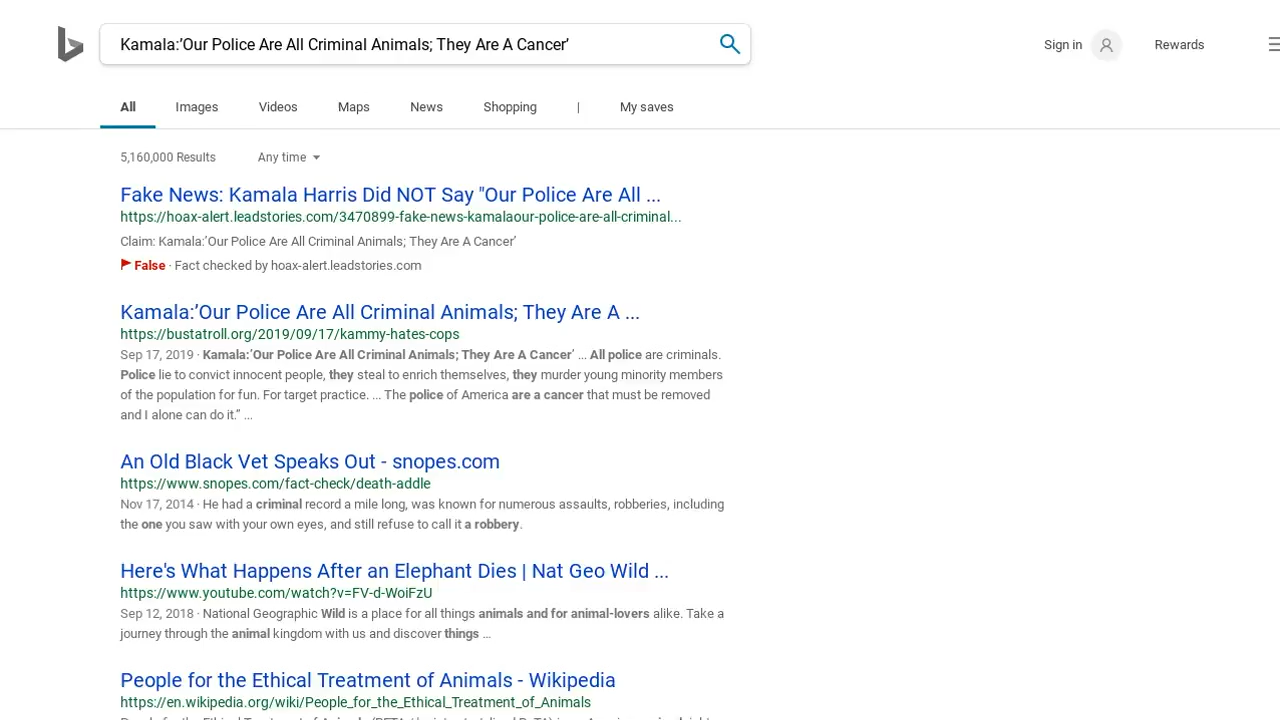 Kamala:’Our Police Are All Criminal Animals; They Are A Cancer’
Sign in
Rewards
All Images Videos Maps News Shopping | My saves
5,160,000 Results Any time
Fake News: Kamala Harris Did NOT Say "Our Police Are All ...
https://hoax-alert.leadstories.com/3470899-fake-news-kamalaour-police-are-all-criminal...
Claim: Kamala:’Our Police Are All Criminal Animals; They Are A Cancer’
False · Fact checked by hoax-alert.leadstories.com
Kamala:’Our Police Are All Criminal Animals; They Are A ...
https://bustatroll.org/2019/09/17/kammy-hates-cops
Sep 17, 2019 · Kamala:’Our Police Are All Criminal Animals; They Are A Cancer’ ... All police are criminals.
Police lie to convict innocent people, they steal to enrich themselves, they murder young minority members
of the population for fun. For target practice. ... The police of America are a cancer that must be removed
and I alone can do it.” ...
An Old Black Vet Speaks Out - snopes.com
https://www.snopes.com/fact-check/death-addle
Nov 17, 2014 · He had a criminal record a mile long, was known for numerous assaults, robberies, including
the one you saw with your own eyes, and still refuse to call it a robbery.
Here's What Happens After an Elephant Dies | Nat Geo Wild ...
https://www.youtube.com/watch?v=FV-d-WoiFzU
Sep 12, 2018 · National Geographic Wild is a place for all things animals and for animal-lovers alike. Take a
journey through the animal kingdom with us and discover things ...
People for the Ethical Treatment of Animals - Wikipedia
https://en.wikipedia.org/wiki/People_for_the_Ethical_Treatment_of_Animals